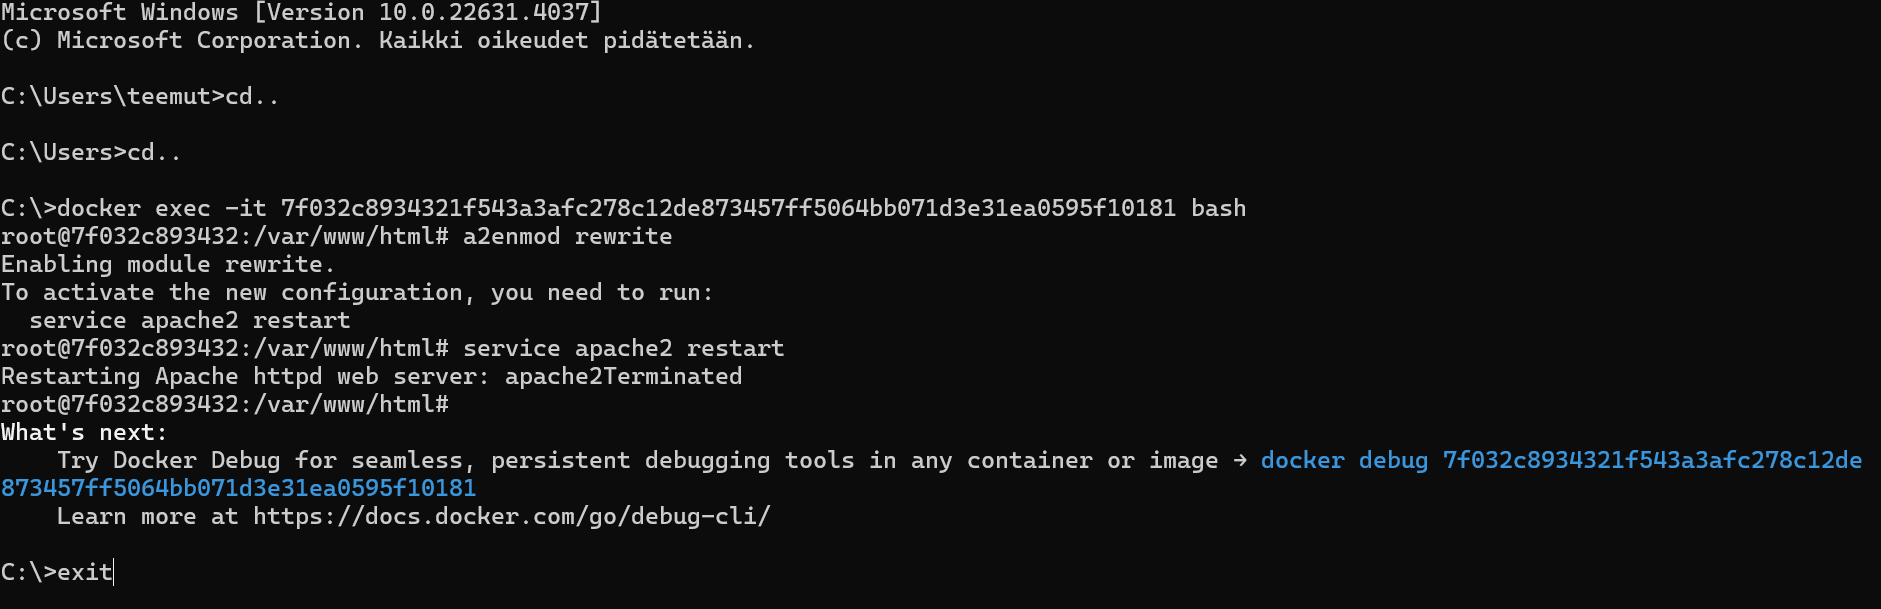 Microsoft Windows [Version 10.0.22631.4037]
(c) Microsoft Corporation. Kaikki oikeudet pidätetään.
C:\Users\teemut>cd..
C:\Users>cd..
C:\>docker exec -it 7f032c8934321f543a3afc278c12de873457ff5064bb071d3e31ea0595f10181 bash
root@7f032c893432:/var/www/html# a2enmod rewrite
Enabling module rewrite.
To activate the new configuration, you need to run:
  service apache2 restart
root@7f032c893432:/var/www/html# service apache2 restart
Restarting Apache httpd web server: apache2Terminated
root@7f032c893432:/var/www/html#
What's next:
    Try Docker Debug for seamless, persistent debugging tools in any container or image → docker debug 7f032c8934321f543a3afc278c12de
873457ff5064bb071d3e31ea0595f10181
    Learn more at https://docs.docker.com/go/debug-cli/
C:\>exit